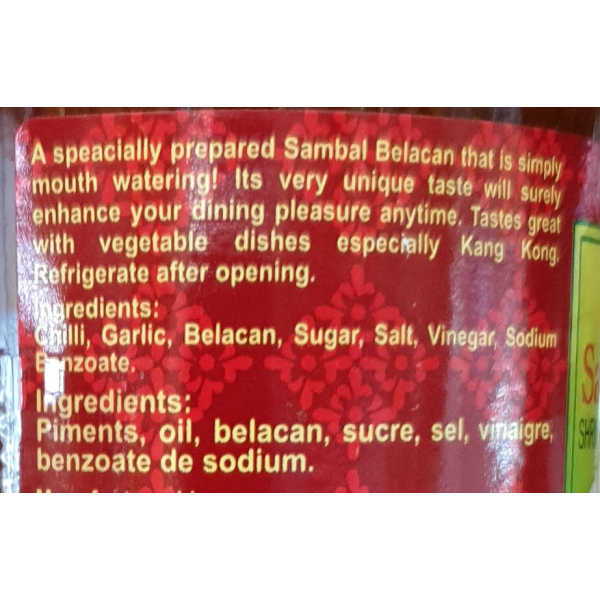 A speacially prepared Sambal Belacan that is simply
mouth watering! Its very unique taste will surely
enhance your dining pleasure anytime. Tastes great
with vegetable dishes especially Kang Kong.
Refrigerate after opening.
Ingredients:
Chilli, Garlic, Belacan, Sugar, Salt, Vinegar, Sodium
Benzoate.
Ingredients:
Piments, oil, belacan, sucre, sel, vinaigre,
benzoate de sodium.